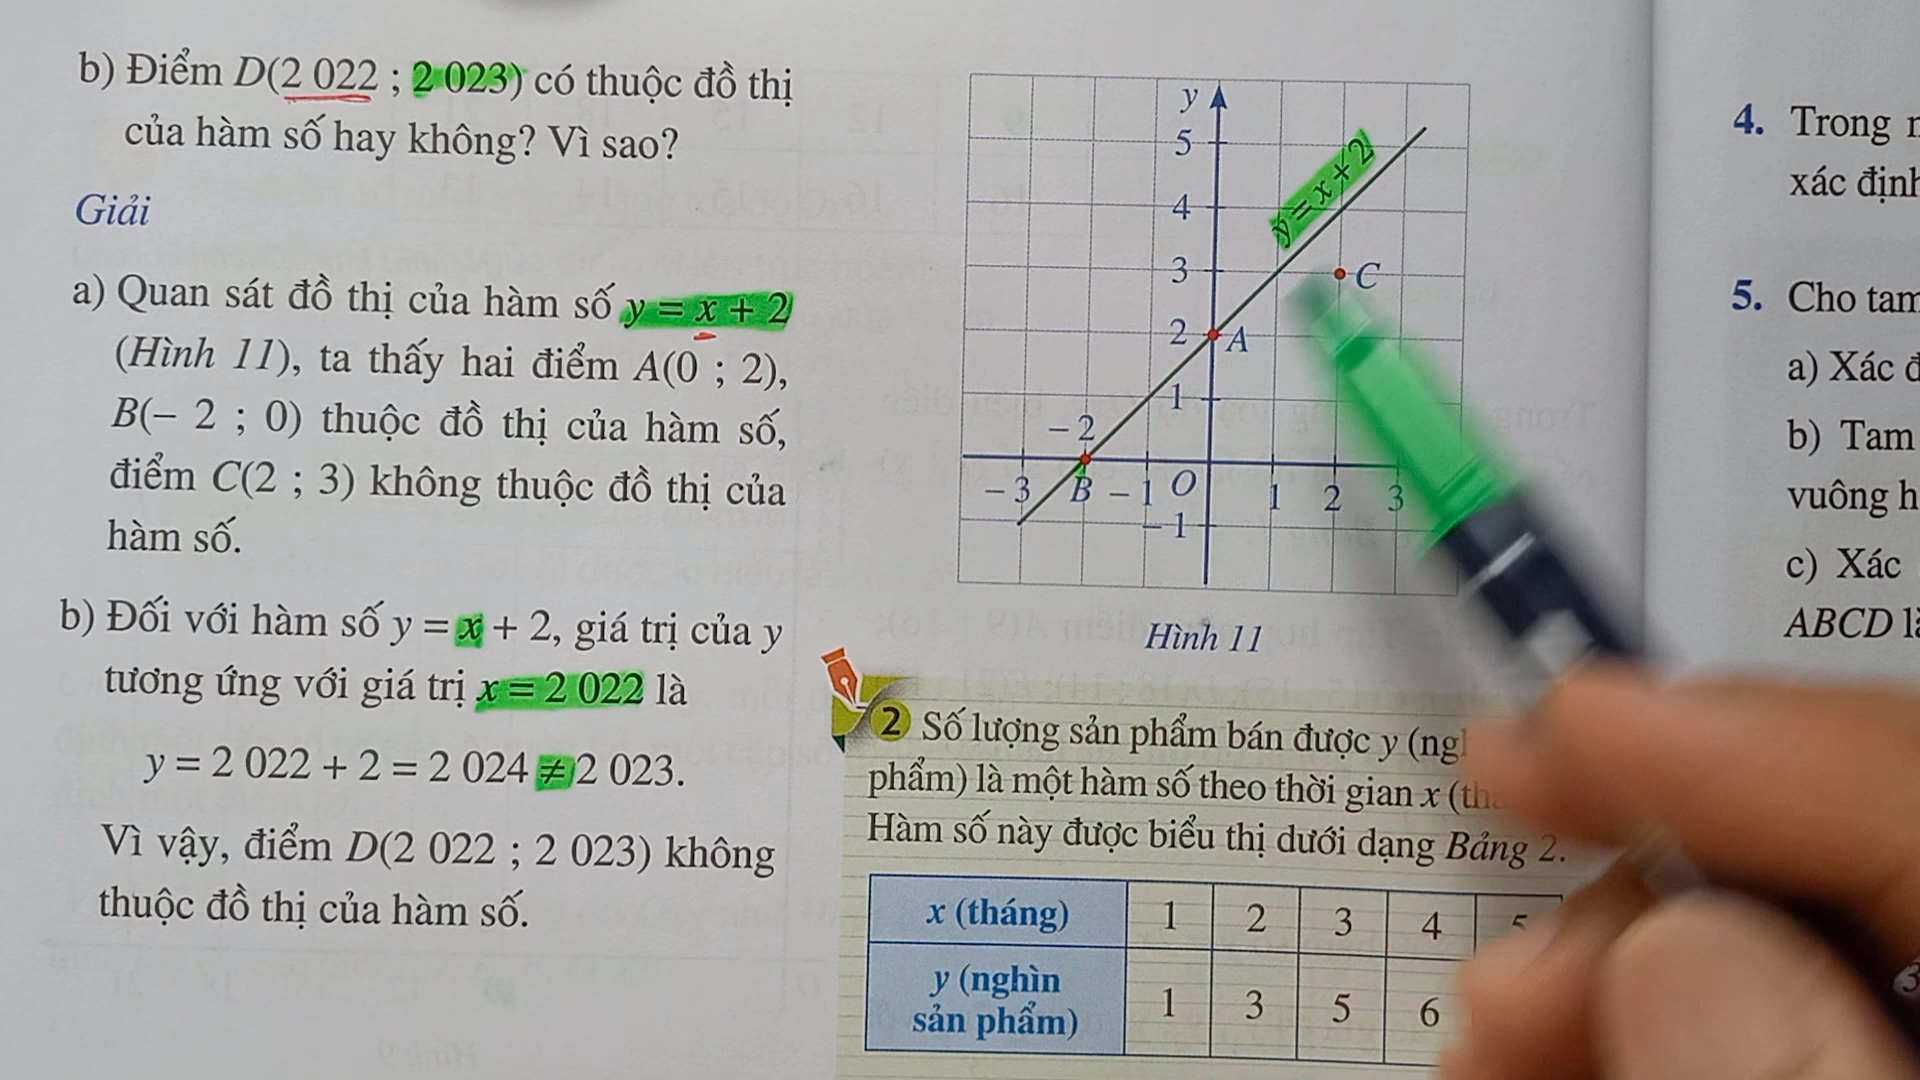 b) Điểm D(2 022 ; 2 023) có thuộc đồ thị
của hàm số hay không? Vì sao?
Giải
a) Quan sát đồ thị của hàm số y = x + 2
(Hình 11), ta thấy hai điểm A(0 ; 2),
B(– 2 ; 0) thuộc đồ thị của hàm số,
điểm C(2 ; 3) không thuộc đồ thị của
hàm số.
b) Đối với hàm số y = x + 2, giá trị của y
tương ứng với giá trị x = 2 022 là
y = 2 022 + 2 = 2 024 ≠ 2 023.
Vì vậy, điểm D(2 022 ; 2 023) không
thuộc đồ thị của hàm số.
y
5
y = x + 2
4
3
C
2
A
1
– 2
– 3
B
– 1
O
1
2
3
– 1
Hình 11
2 Số lượng sản phẩm bán được y
phẩm) là một hàm số theo thời gian x
Hàm số này được biểu thị dưới dạng Bảng 2.
x (tháng) 1 2 3 4
y (nghìn
sản phẩm) 1 3 5 6
4. Trong
xác định
5. Cho tam
a) Xác
b) Tam
vuông
c) Xác
ABCD